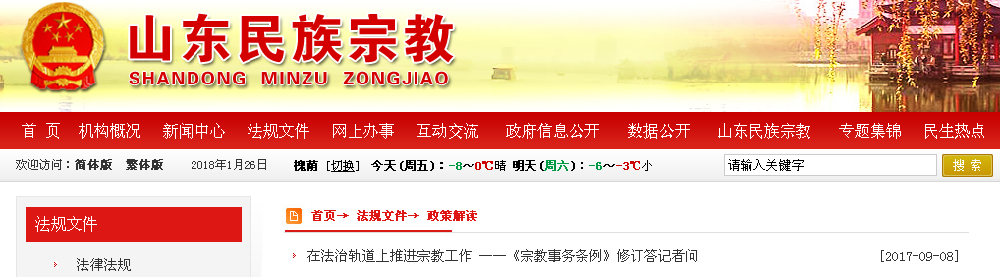 山东民族宗教
SHANDONG MINZU ZONGJIAO
首 页 机构概况 新闻中心 法规文件 网上办事 互动交流 政府信息公开 数据公开 山东民族宗教 专题集锦 民生热点
欢迎访问：简体版 繁体版 2018年1月26日 槐荫 [切换] 今天(周五)：-8～0℃晴 明天(周六)：-6～-3℃小 请输入关键字 搜 索
法规文件
首页→ 法规文件→ 政策解读
法律法规
在法治轨道上推进宗教工作 ——《宗教事务条例》修订答记者问 [2017-09-08]